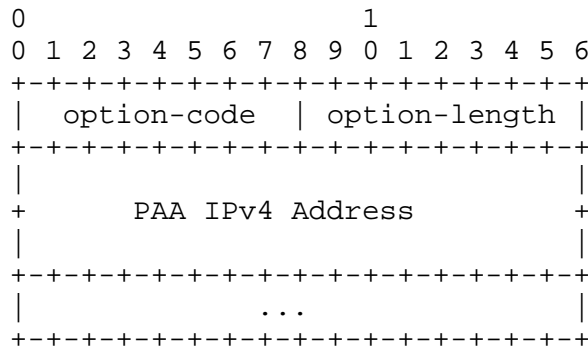 0                   1
0 1 2 3 4 5 6 7 8 9 0 1 2 3 4 5 6
+-+-+-+-+-+-+-+-+-+-+-+-+-+-+-+-+
|  option-code  | option-length |
+-+-+-+-+-+-+-+-+-+-+-+-+-+-+-+-+
|                               |
+      PAA IPv4 Address         +
|                               |
+-+-+-+-+-+-+-+-+-+-+-+-+-+-+-+-+
|             ...               |
+-+-+-+-+-+-+-+-+-+-+-+-+-+-+-+-+